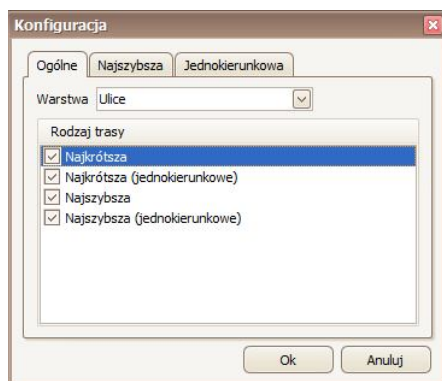 Konfiguracja
Ogólne Najszybsza Jednokierunkowa
Warstwa Ulice
Rodzaj trasy
Najkrótsza
Najkrótsza (jednokierunkowe)
Najszybsza
Najszybsza (jednokierunkowe)
Ok Anuluj